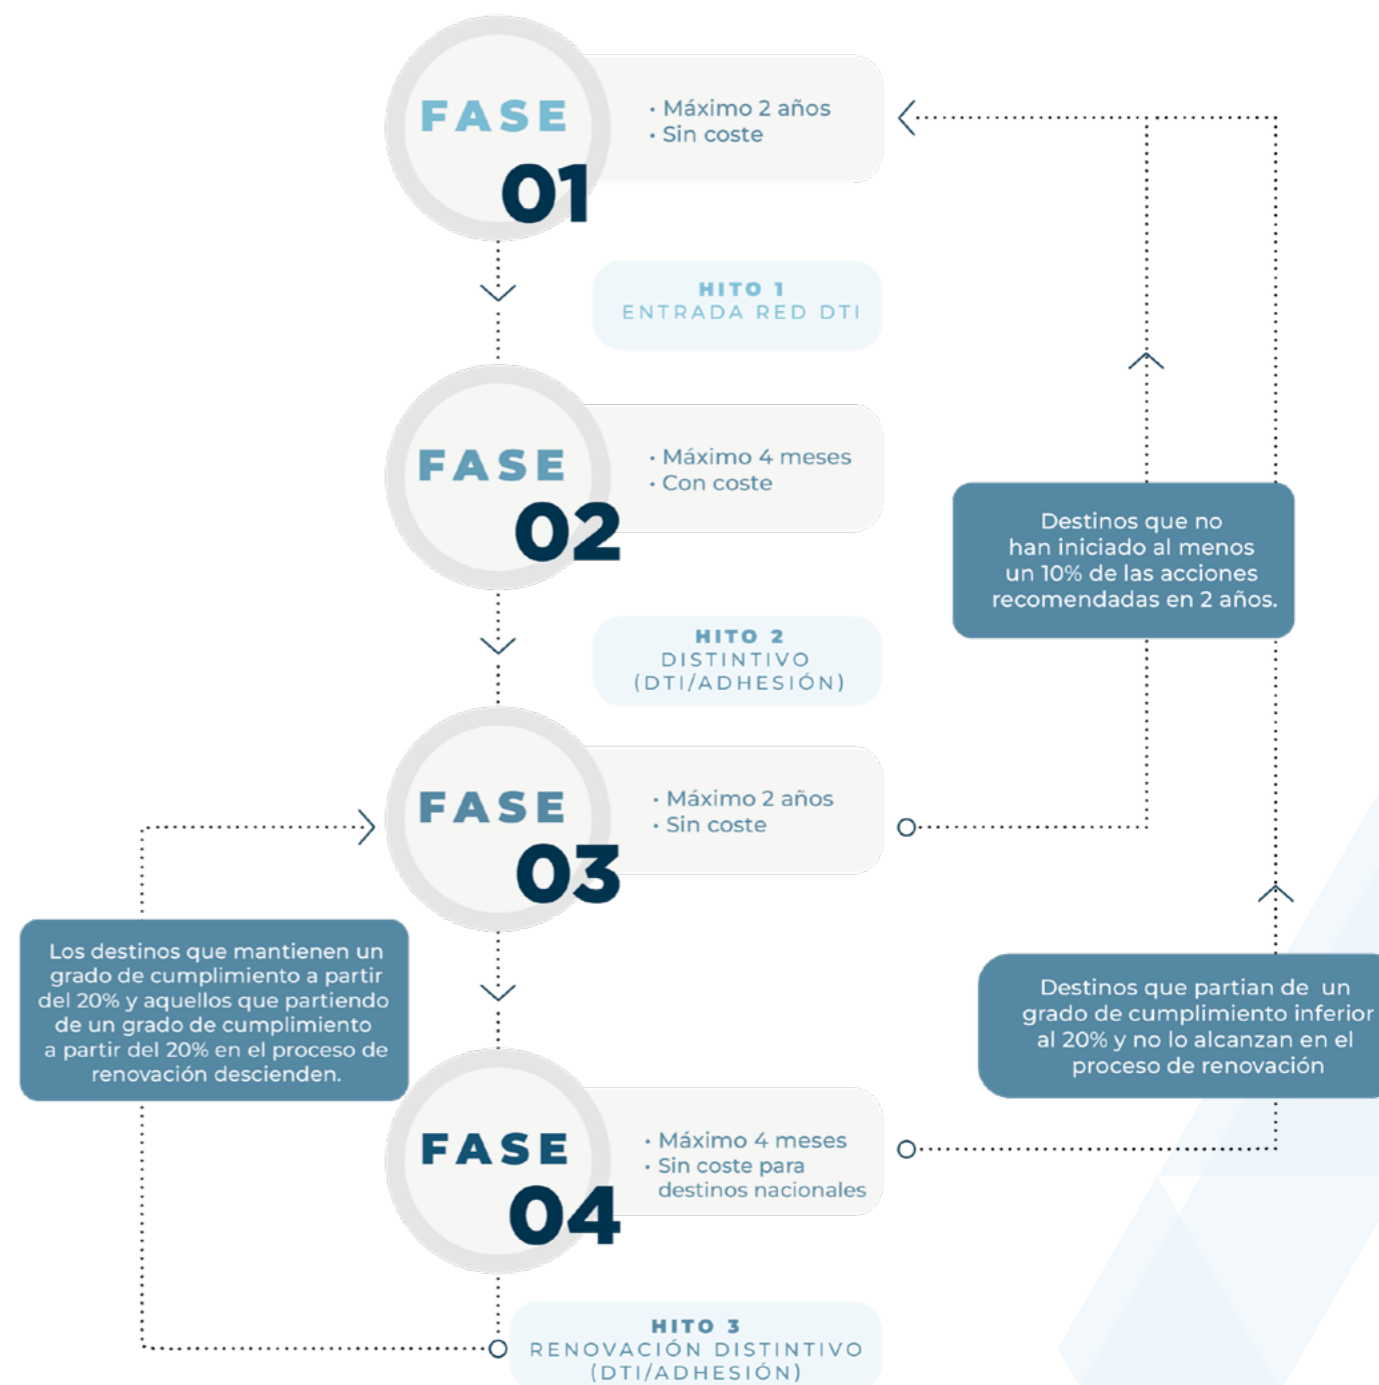 FASE
01
• Máximo 2 años
• Sin coste
HITO 1
ENTRADA RED DTI
FASE
02
• Máximo 4 meses
• Con coste
Destinos que no
han iniciado al menos
un 10% de las acciones
recomendadas en 2 años.
HITO 2
DISTINTIVO
(DTI/ADHESIÓN)
FASE
03
• Máximo 2 años
• Sin coste
Los destinos que mantienen un
grado de cumplimiento a partir
del 20% y aquellos que partiendo
de un grado de cumplimiento
a partir del 20% en el proceso de
renovación descienden.
Destinos que partian de un
grado de cumplimiento inferior
al 20% y no lo alcanzan en el
proceso de renovación
FASE
04
• Máximo 4 meses
• Sin coste para
destinos nacionales
HITO 3
RENOVACIÓN DISTINTIVO
(DTI/ADHESIÓN)